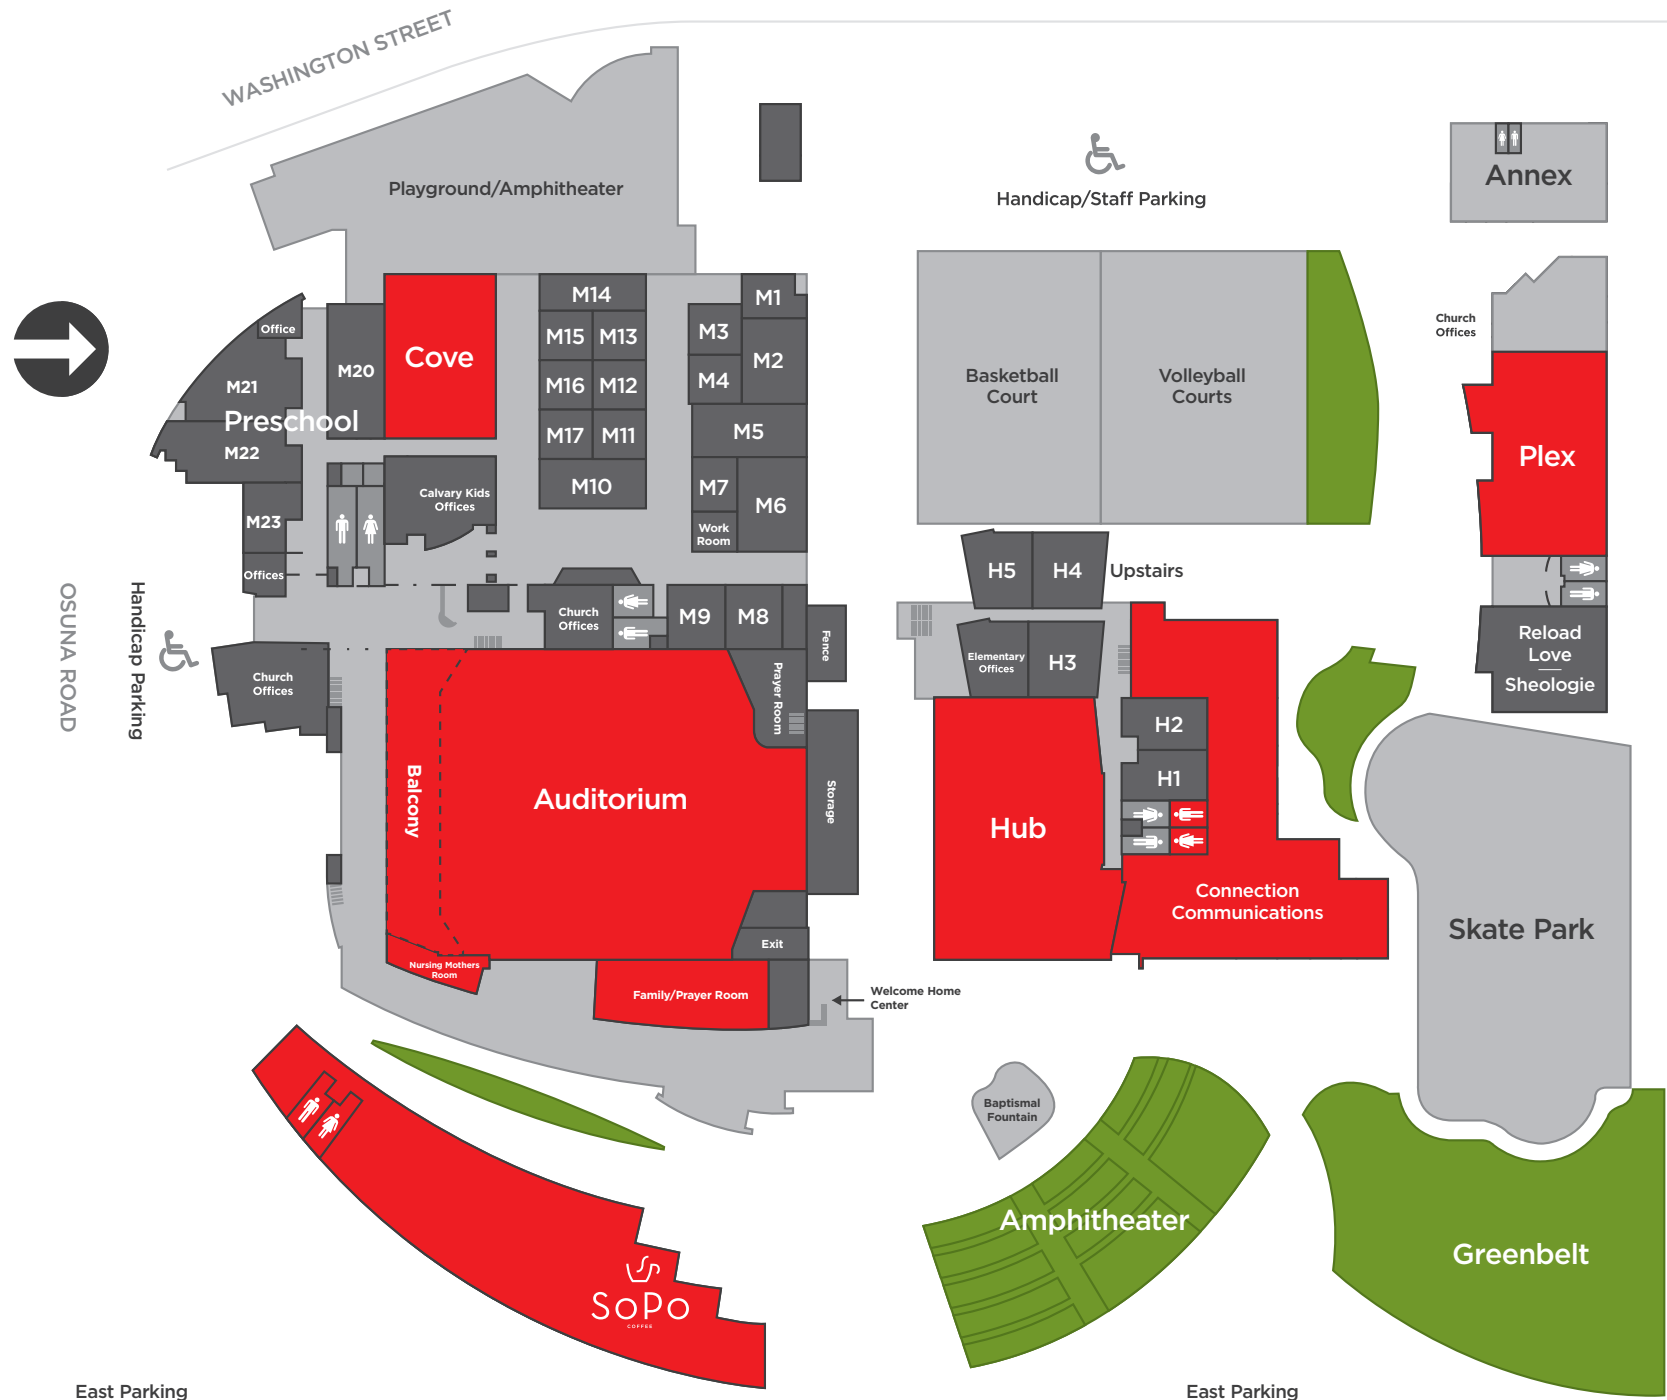 WASHINGTON STREET
Playground/Amphitheater
Handicap/Staff Parking
Annex
Church
Offices
Office
M21
Preschool
M22
M23
Offices
M20
Cove
Calvary Kids
Offices
M14
M15
M13
M16
M12
M17
M11
M10
M1
M3
M2
M4
M5
M7
M6
Work
Room
Basketball
Court
Volleyball
Courts
Plex
Reload
Love
Sheologie
OSUNA ROAD
Handicap Parking
Church
Offices
Church
Offices
M9
M8
Fence
Prayer Room
Storage
Balcony
Auditorium
Exit
Nursing Mothers
Room
Family/Prayer Room
Welcome Home
Center
H5
H4
Upstairs
Elementary
Offices
H3
H2
H1
Hub
Connection
Communications
Skate Park
Baptismal
Fountain
Amphitheater
Greenbelt
SoPo
COFFEE
East Parking
East Parking